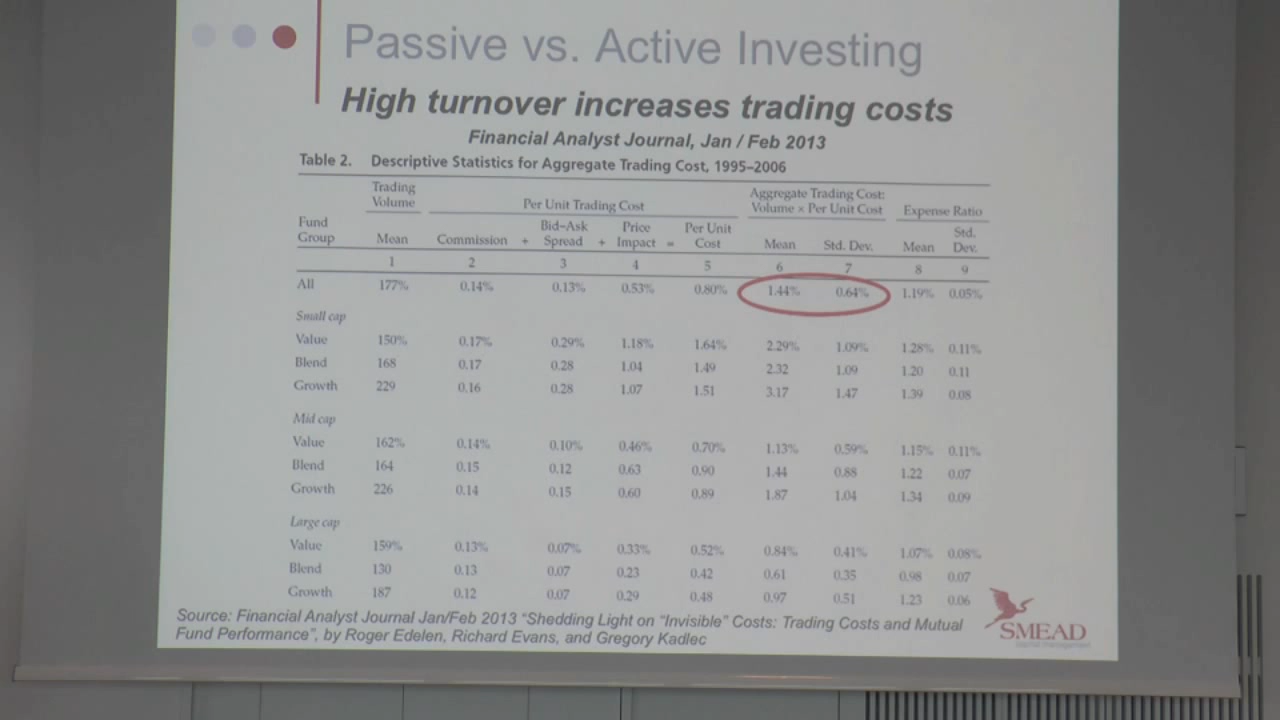 Passive vs. Active Investing
High turnover increases trading costs
Financial Analyst Journal, Jan / Feb 2013
Table 2. Descriptive Statistics for Aggregate Trading Cost, 1995–2006
Trading Volume Per Unit Trading Cost Aggregate Trading Cost: Volume × Per Unit Cost Expense Ratio
Fund Group Mean Commission + Bid–Ask Spread + Price Impact = Per Unit Cost Mean Std. Dev. Mean Std. Dev.
1 2 3 4 5 6 7 8 9
All 177% 0.14% 0.13% 0.53% 0.80% 1.44% 0.64% 1.19% 0.05%
Small cap
Value 150% 0.17% 0.29% 1.18% 1.64% 2.29% 1.09% 1.28% 0.11%
Blend 168 0.17 0.28 1.04 1.49 2.32 1.09 1.20 0.11
Growth 229 0.16 0.28 1.07 1.51 3.17 1.47 1.39 0.08
Mid cap
Value 162% 0.14% 0.10% 0.46% 0.70% 1.13% 0.59% 1.15% 0.11%
Blend 164 0.15 0.12 0.63 0.90 1.44 0.88 1.22 0.07
Growth 226 0.14 0.15 0.60 0.89 1.87 1.04 1.34 0.09
Large cap
Value 159% 0.13% 0.07% 0.33% 0.52% 0.84% 0.41% 1.07% 0.08%
Blend 130 0.13 0.07 0.23 0.42 0.61 0.35 0.98 0.07
Growth 187 0.12 0.07 0.29 0.48 0.97 0.51 1.23 0.06
Source: Financial Analyst Journal Jan/Feb 2013 “Shedding Light on “Invisible” Costs: Trading Costs and Mutual
Fund Performance”, by Roger Edelen, Richard Evans, and Gregory Kadlec
SMEAD